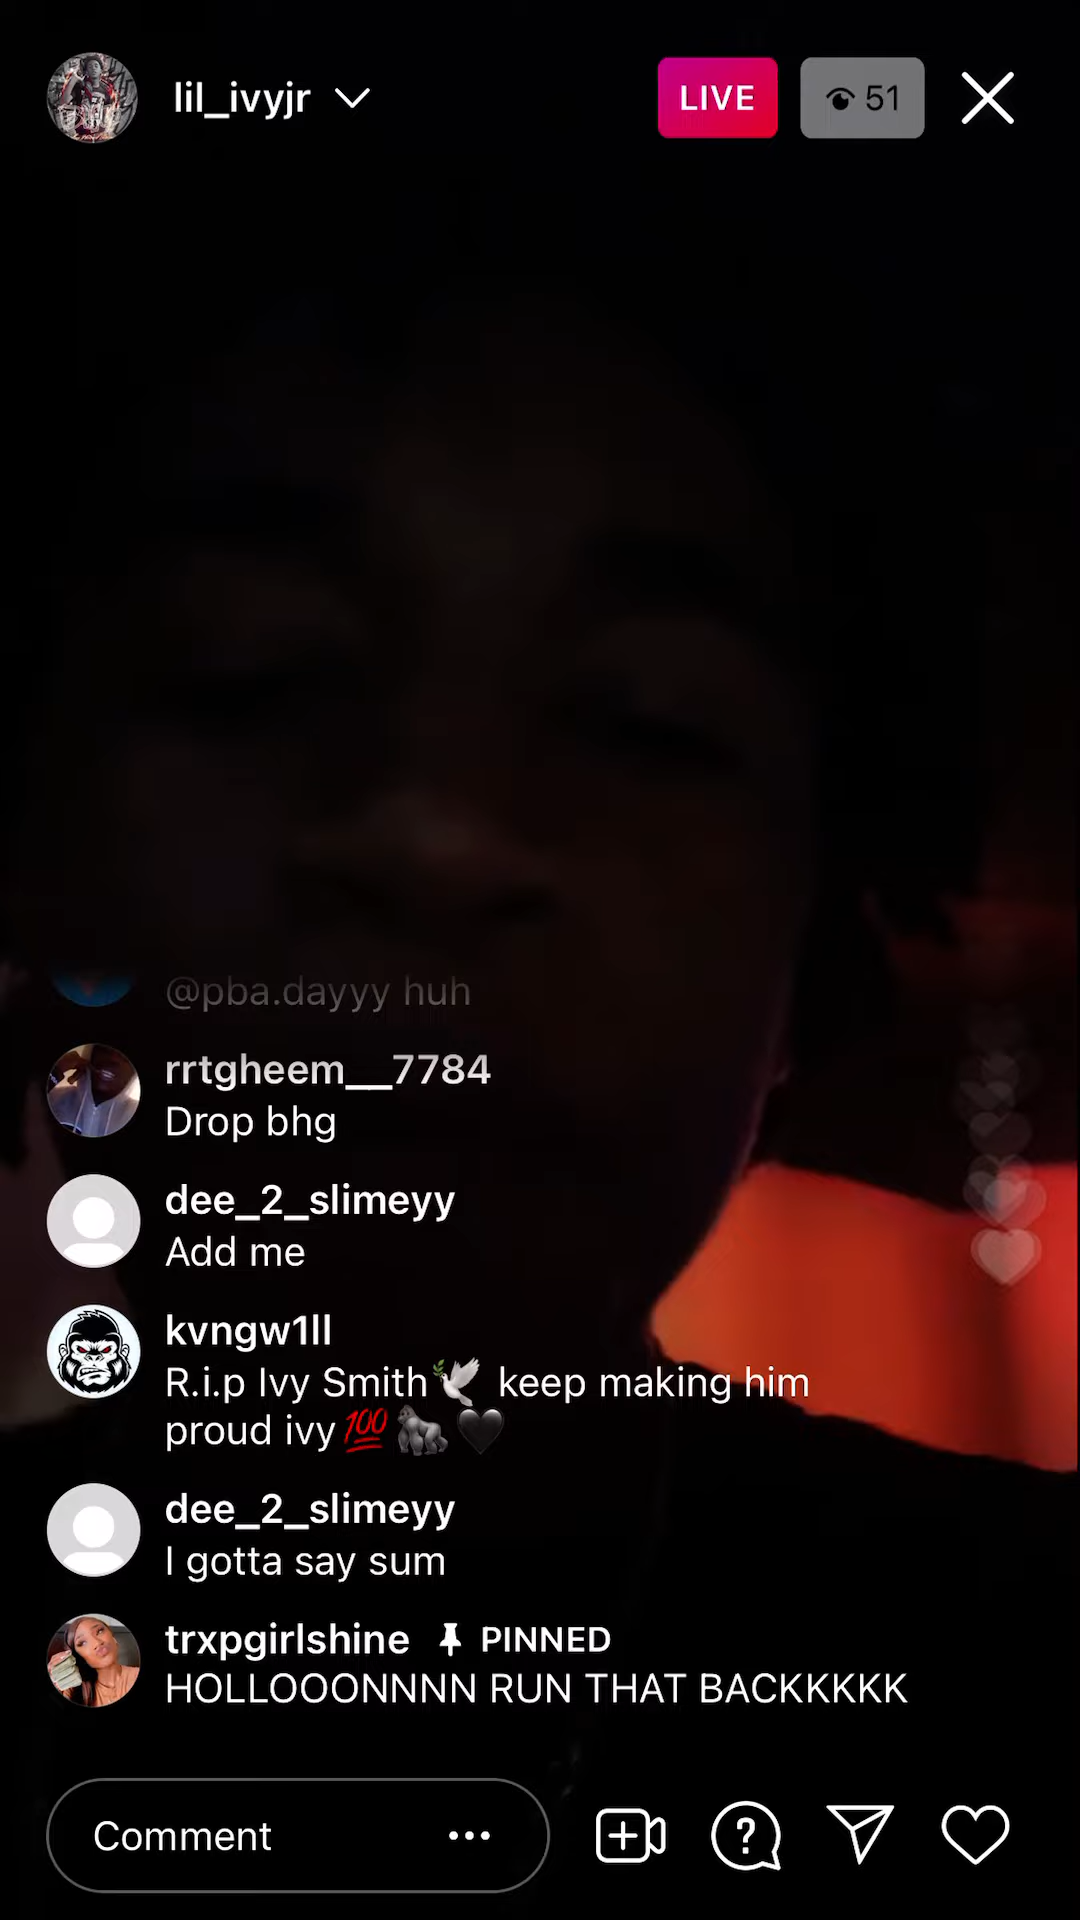 lil_ivyjr
LIVE
51
@pba.dayyy huh
rrtgheem__7784
Drop bhg
dee_2_slimeyy
Add me
kvngw1ll
R.i.p Ivy Smith🕊 keep making him
proud ivy💯🦍🖤
dee_2_slimeyy
I gotta say sum
trxpgirlshine PINNED
HOLLOOONNNN RUN THAT BACKKKKK
Comment